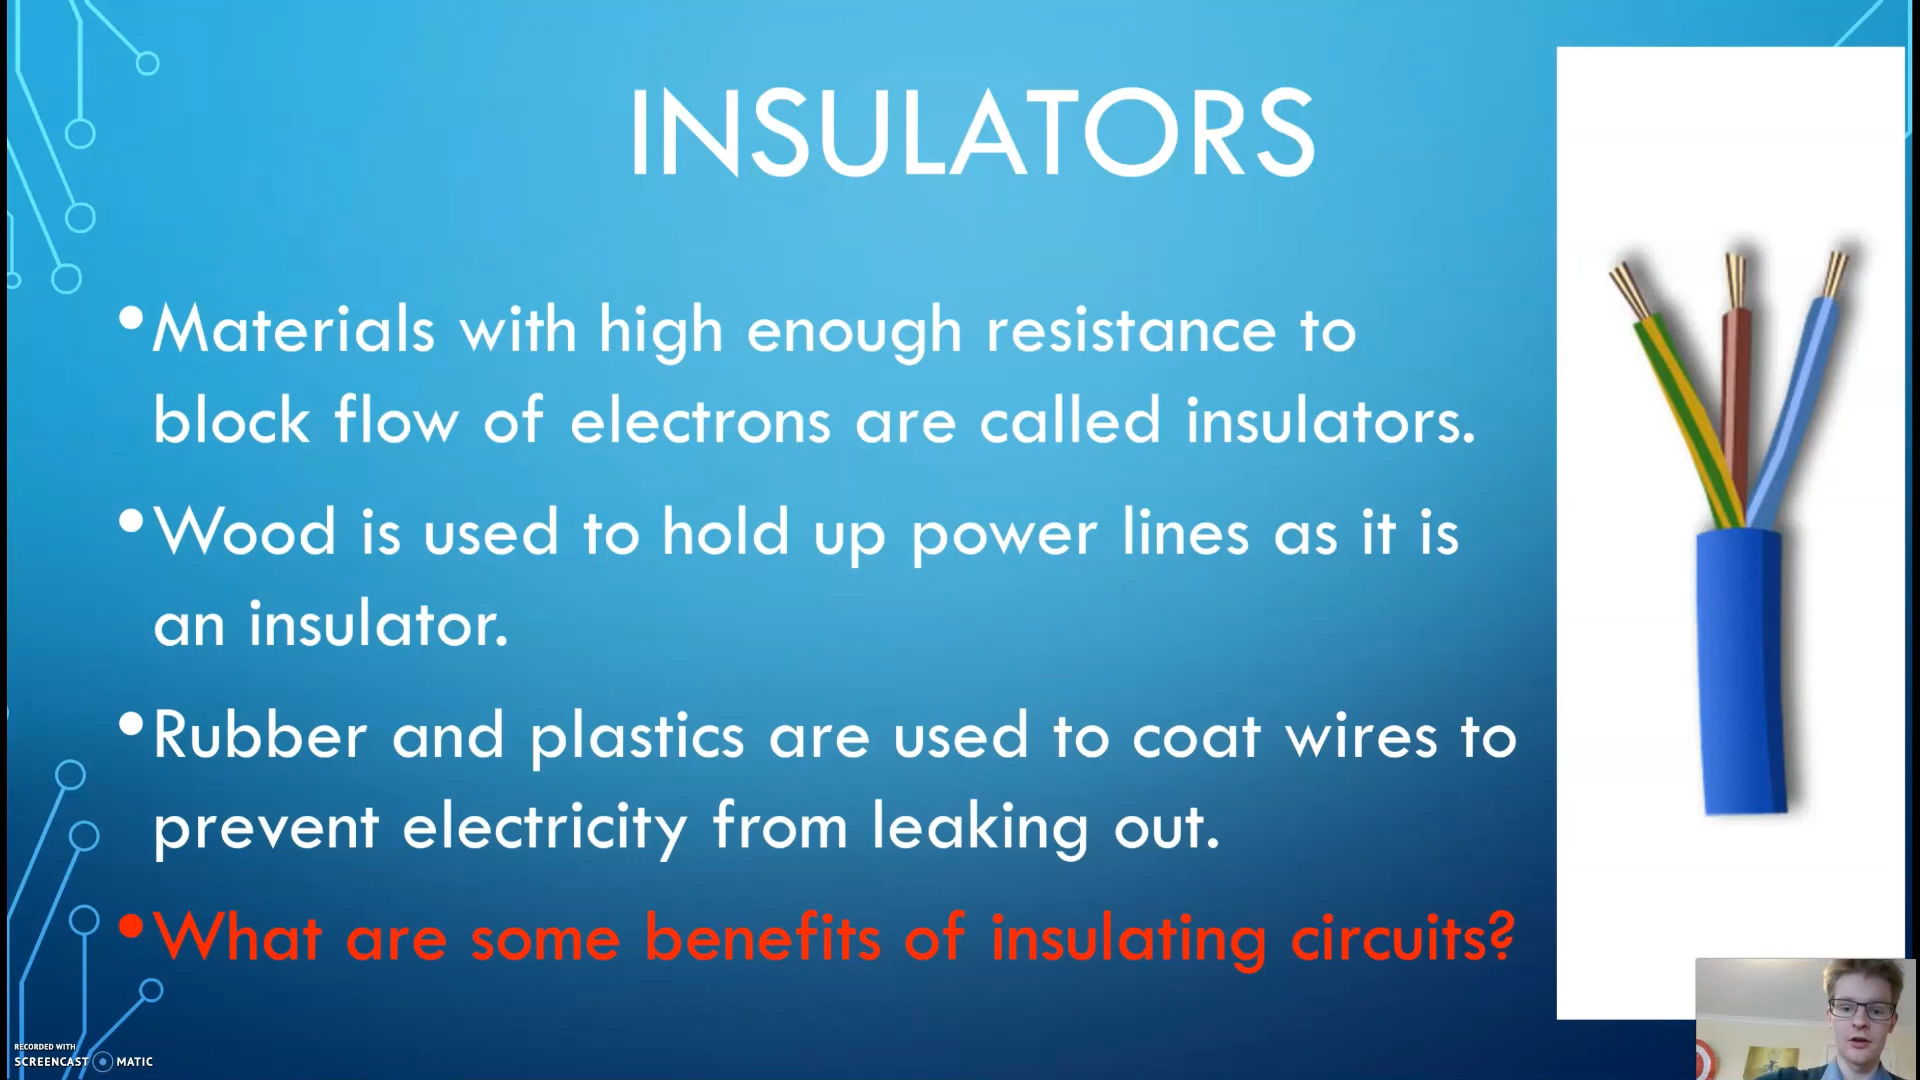 INSULATORS
•Materials with high enough resistance to
block flow of electrons are called insulators.
•Wood is used to hold up power lines as it is
an insulator.
•Rubber and plastics are used to coat wires to
prevent electricity from leaking out.
•What are some benefits of insulating circuits?
RECORDED WITH
SCREENCAST MATIC